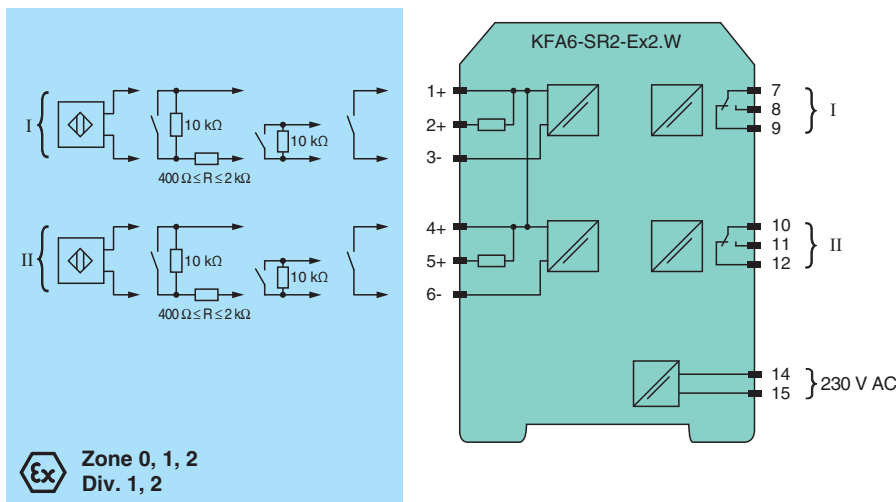 KFA6-SR2-Ex2.W
I
10 kΩ
400 Ω ≤ R ≤ 2 kΩ
10 kΩ
1+
2+
3-
7
8
9
I
II
10 kΩ
400 Ω ≤ R ≤ 2 kΩ
10 kΩ
4+
5+
6-
10
11
12
II
14
15
230 V AC
Ex
Zone 0, 1, 2
Div. 1, 2